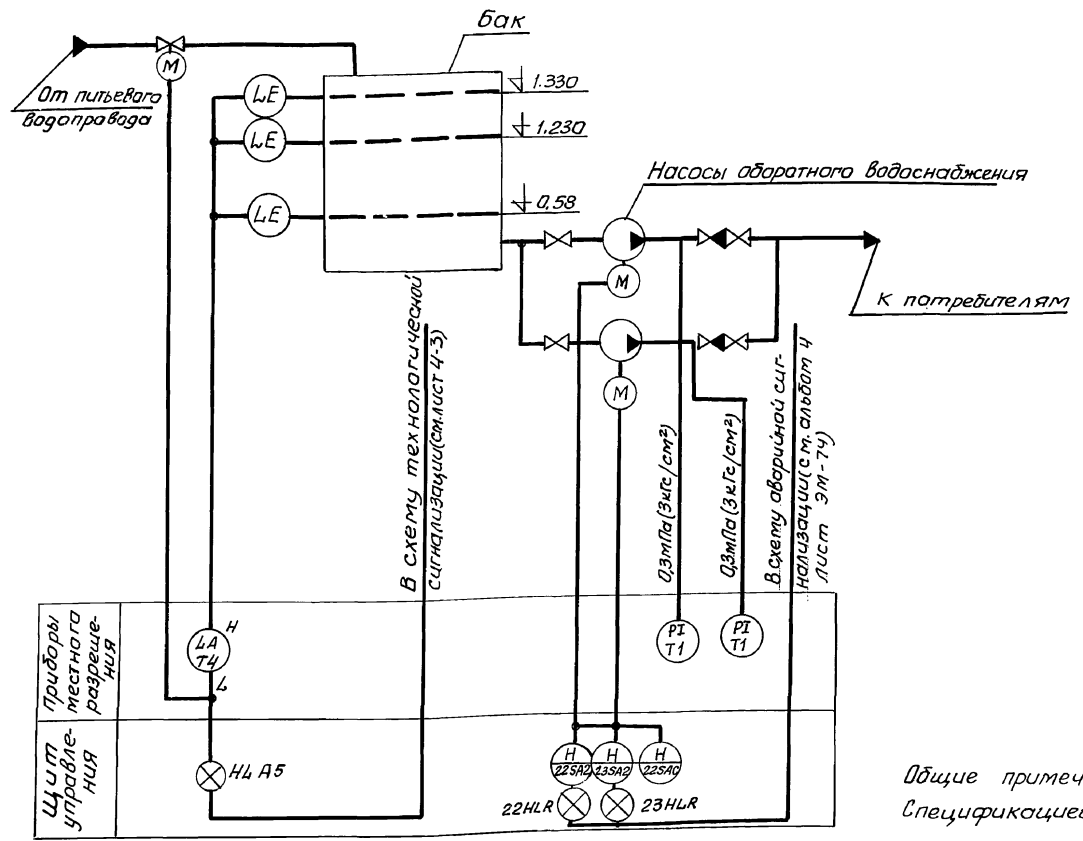 бак
От питьевого
водопровода
M
LE
LE
LE
1.330
1.230
0,58
Насосы оборотного водоснабжения
M
M
К потребителям
В схему технологической
сигнализации(см.лист 4-3)
0,3мПа(3кгс/см²)
0,3мПа(3кгс/см²)
В схему аварийной сиг-
нализации(см. альбом 4
лист ЭМ-74)
Приборы
местного
разреше-
ния
LA
T4
H
L
PI
T1
PI
T1
Щит
управле-
ния
HLA5
H
22SA2
H
23SA2
H
22SAC
22HLR
23HLR
Общие примеч
Спецификацией